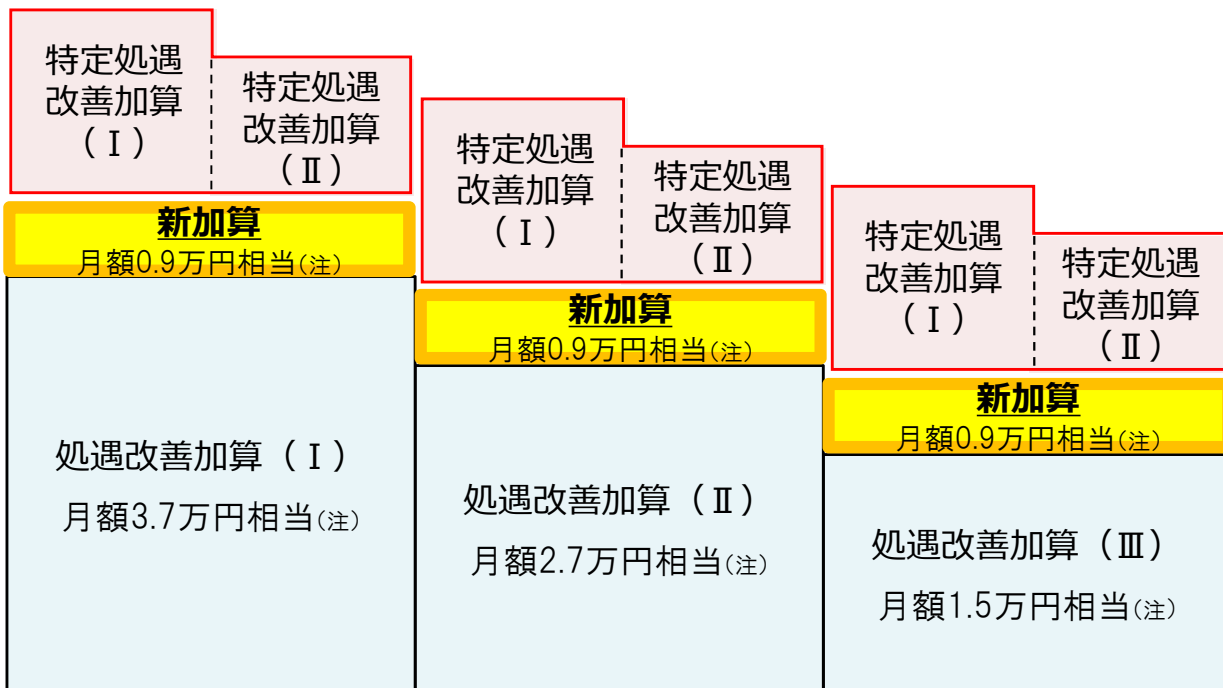 特定処遇
改善加算
（Ⅰ）
特定処遇
改善加算
（Ⅱ）
新加算
月額0.9万円相当(注)
処遇改善加算（Ⅰ）
月額3.7万円相当(注)
特定処遇
改善加算
（Ⅰ）
特定処遇
改善加算
（Ⅱ）
新加算
月額0.9万円相当(注)
処遇改善加算（Ⅱ）
月額2.7万円相当(注)
特定処遇
改善加算
（Ⅰ）
特定処遇
改善加算
（Ⅱ）
新加算
月額0.9万円相当(注)
処遇改善加算（Ⅲ）
月額1.5万円相当(注)